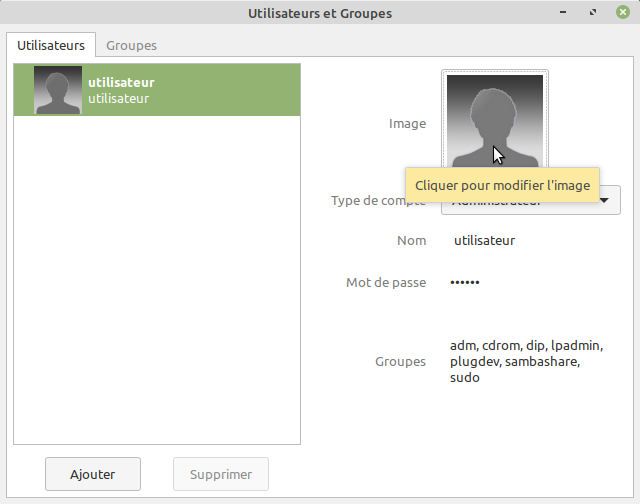 Utilisateurs et Groupes
Utilisateurs Groupes
utilisateur
utilisateur
Image
Cliquer pour modifier l'image
Type de compte Administrateur
Nom utilisateur
Mot de passe ••••••
Groupes adm, cdrom, dip, lpadmin,
plugdev, sambashare,
sudo
Ajouter Supprimer